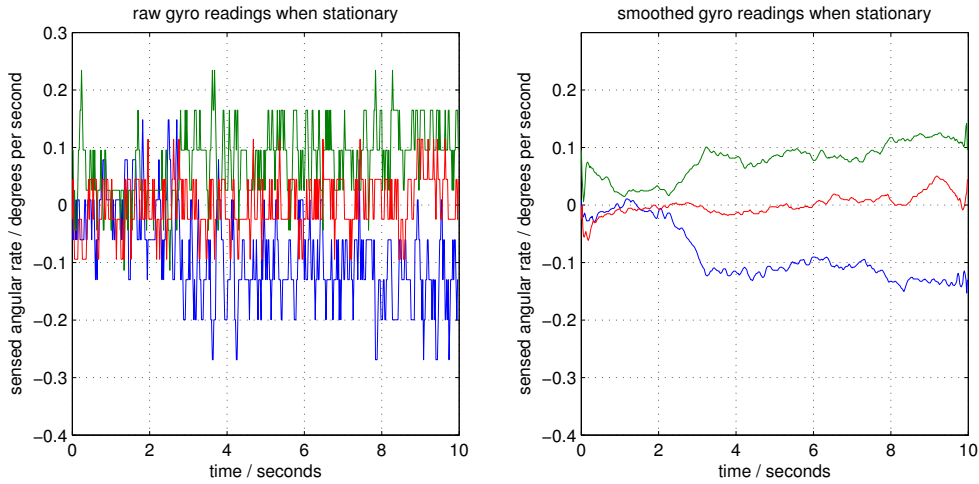 raw gyro readings when stationary
sensed angular rate / degrees per second
0.3
0.2
0.1
0
−0.1
−0.2
−0.3
−0.4
0 2 4 6 8 10
time / seconds
smoothed gyro readings when stationary
sensed angular rate / degrees per second
0.2
0.1
0
−0.1
−0.2
−0.3
−0.4
0 2 4 6 8 10
time / seconds